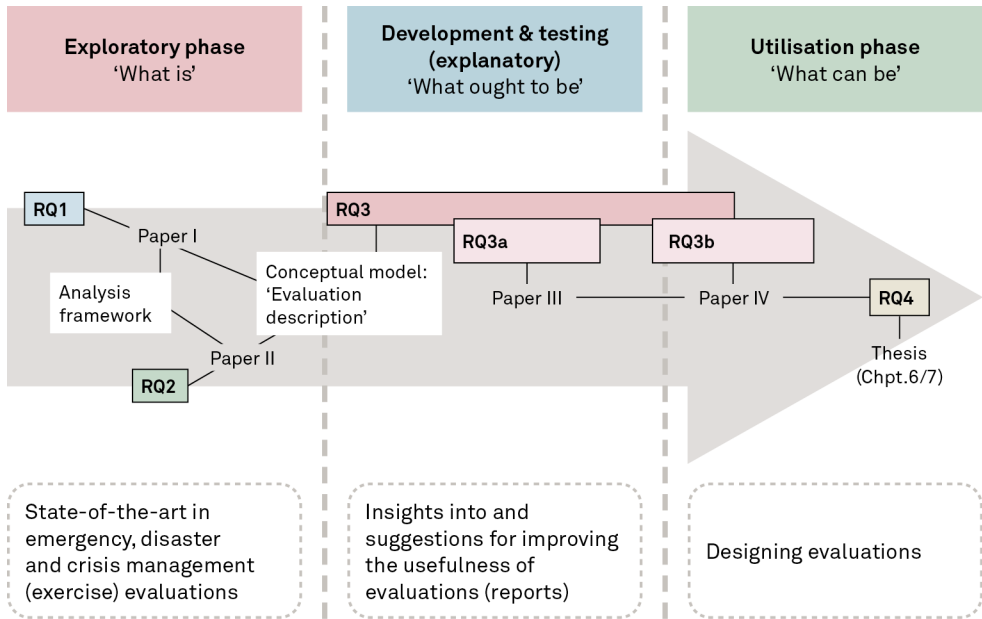 Exploratory phase
‘What is’
Development & testing
(explanatory)
‘What ought to be’
Utilisation phase
‘What can be’
RQ1
Paper I
Analysis
framework
Paper II
RQ2
RQ3
Conceptual model:
‘Evaluation
description’
RQ3a
Paper III
RQ3b
Paper IV
RQ4
Thesis
(Chpt.6/7)
State-of-the-art in
emergency, disaster
and crisis management
(exercise) evaluations
Insights into and
suggestions for improving
the usefulness of
evaluations (reports)
Designing evaluations